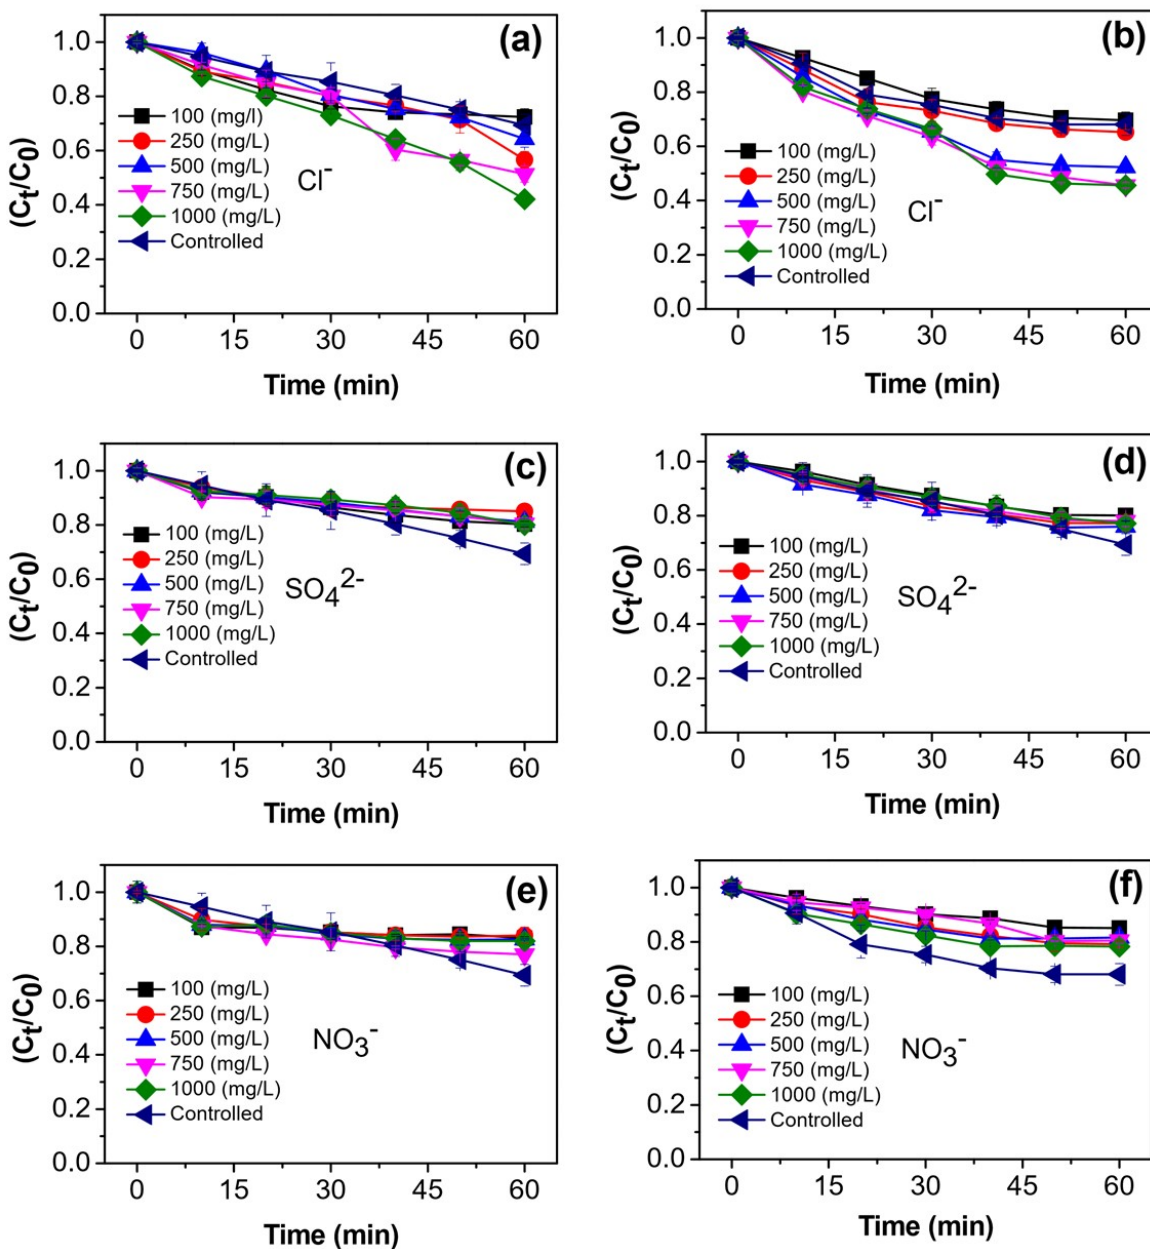 (a)
(Ct/C0)
1.0
0.8
0.6
0.4
0.2
0.0
100 (mg/l)
250 (mg/L)
500 (mg/L)
750 (mg/L)
1000 (mg/L)
Controlled
Cl⁻
0 15 30 45 60
Time (min)
(b)
(Ct/C0)
1.0
0.8
0.6
0.4
0.2
0.0
100 (mg/L)
250 (mg/L)
500 (mg/L)
750 (mg/L)
1000 (mg/L)
Controlled
Cl⁻
0 15 30 45 60
Time (min)
(c)
(Ct/C0)
1.0
0.8
0.6
0.4
0.2
0.0
100 (mg/L)
250 (mg/L)
500 (mg/L)
750 (mg/L)
1000 (mg/L)
Controlled
SO₄²⁻
0 15 30 45 60
Time (min)
(d)
(Ct/C0)
1.0
0.8
0.6
0.4
0.2
0.0
100 (mg/L)
250 (mg/L)
500 (mg/L)
750 (mg/L)
1000 (mg/L)
Controlled
SO₄²⁻
0 15 30 45 60
Time (min)
(e)
(Ct/C0)
1.0
0.8
0.6
0.4
0.2
0.0
100 (mg/L)
250 (mg/L)
500 (mg/L)
750 (mg/L)
1000 (mg/L)
Controlled
NO₃⁻
0 15 30 45 60
Time (min)
(f)
(Ct/C0)
1.0
0.8
0.6
0.4
0.2
0.0
100 (mg/L)
250 (mg/L)
500 (mg/L)
750 (mg/L)
1000 (mg/L)
Controlled
NO₃⁻
0 15 30 45 60
Time (min)